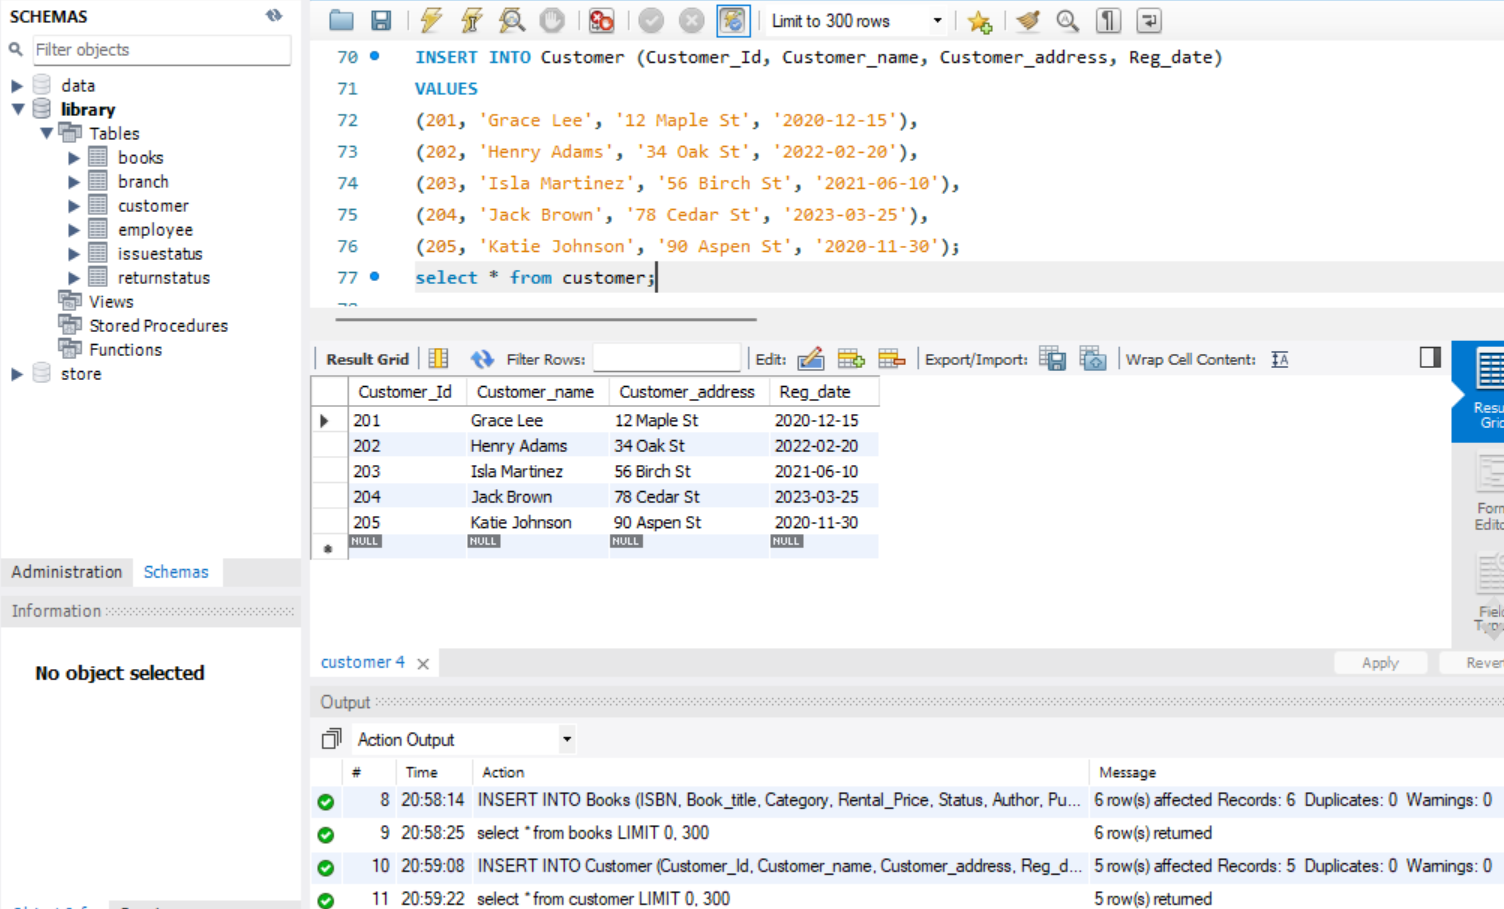 SCHEMAS
Filter objects
data
library
Tables
books
branch
customer
employee
issuestatus
returnstatus
Views
Stored Procedures
Functions
store
Administration Schemas
Information
No object selected
Limit to 300 rows
70 INSERT INTO Customer (Customer_Id, Customer_name, Customer_address, Reg_date)
71 VALUES
72 (201, 'Grace Lee', '12 Maple St', '2020-12-15'),
73 (202, 'Henry Adams', '34 Oak St', '2022-02-20'),
74 (203, 'Isla Martinez', '56 Birch St', '2021-06-10'),
75 (204, 'Jack Brown', '78 Cedar St', '2023-03-25'),
76 (205, 'Katie Johnson', '90 Aspen St', '2020-11-30');
77 select * from customer;
Result Grid Filter Rows: Edit: Export/Import: Wrap Cell Content:
Customer_Id Customer_name Customer_address Reg_date
201 Grace Lee 12 Maple St 2020-12-15
202 Henry Adams 34 Oak St 2022-02-20
203 Isla Martinez 56 Birch St 2021-06-10
204 Jack Brown 78 Cedar St 2023-03-25
205 Katie Johnson 90 Aspen St 2020-11-30
NULL NULL NULL NULL
customer 4
Apply
Output
Action Output
# Time Action Message
8 20:58:14 INSERT INTO Books (ISBN, Book_title, Category, Rental_Price, Status, Author, Pu... 6 row(s) affected Records: 6 Duplicates: 0 Warnings: 0
9 20:58:25 select * from books LIMIT 0, 300 6 row(s) returned
10 20:59:08 INSERT INTO Customer (Customer_Id, Customer_name, Customer_address, Reg_d... 5 row(s) affected Records: 5 Duplicates: 0 Warnings: 0
11 20:59:22 select * from customer LIMIT 0, 300 5 row(s) returned